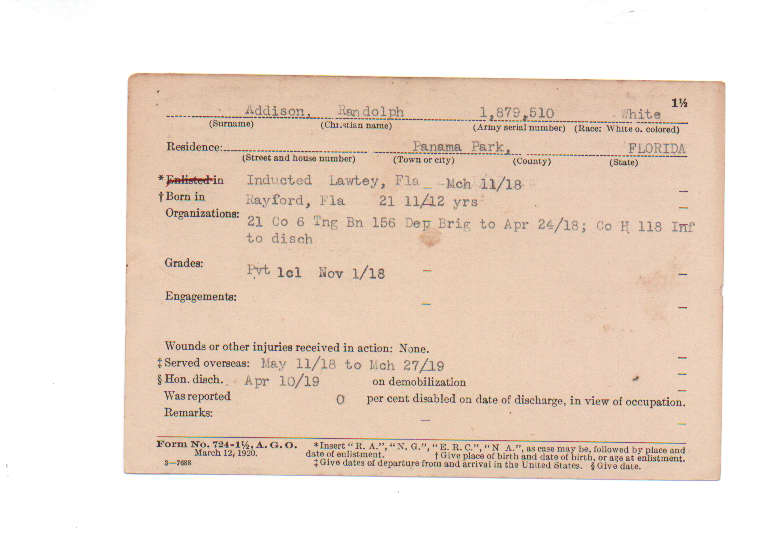 1½
Addison, Randolph 1,879,510 White
(Surname) (Christian name) (Army serial number) (Race: White o. colored)
Residence: Panama Park, FLORIDA
(Street and house number) (Town or city) (County) (State)
*Enlisted in Inducted Lawtey, Fla Mch 11/18
†Born in Rayford, Fla 21 11/12 yrs
Organizations: 21 Co 6 Tng Bn 156 Dep Brig to Apr 24/18; Co H 118 Inf
to disch
Grades: Pvt 1cl Nov 1/18
Engagements:
Wounds or other injuries received in action: None.
‡Served overseas: May 11/18 to Mch 27/19
§Hon. disch. Apr 10/19 on demobilization
Was reported 0 per cent disabled on date of discharge, in view of occupation.
Remarks:
Form No. 724-1½, A. G. O. *Insert "R. A.", "N. G.", "E. R. C.", "N A.", as case may be, followed by place and
March 12, 1920. date of enlistment. †Give place of birth and date of birth, or age at enlistment.
3—7688 ‡Give dates of departure from and arrival in the United States. §Give date.